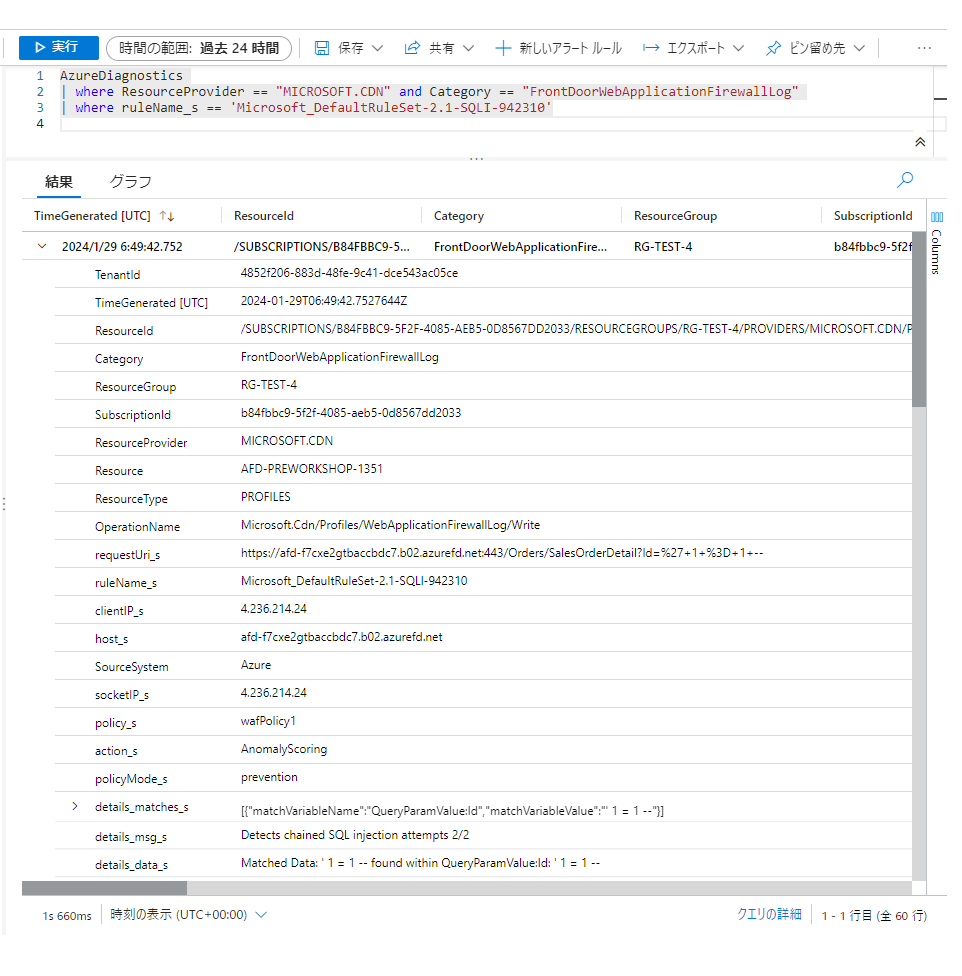 実行 時間の範囲: 過去 24 時間 保存 共有 新しいアラート ルール エクスポート ピン留め先 ...
1 AzureDiagnostics
2 | where ResourceProvider == "MICROSOFT.CDN" and Category == "FrontDoorWebApplicationFirewallLog"
3 | where ruleName_s == 'Microsoft_DefaultRuleSet-2.1-SQLI-942310'
4
結果 グラフ
TimeGenerated [UTC] ResourceId Category ResourceGroup SubscriptionId
Columns
2024/1/29 6:49:42.752 /SUBSCRIPTIONS/B84FBBC9-5... FrontDoorWebApplicationFire... RG-TEST-4 b84fbbc9-5f2f
TenantId 4852f206-883d-48fe-9c41-dce543ac05ce
TimeGenerated [UTC] 2024-01-29T06:49:42.7527644Z
ResourceId /SUBSCRIPTIONS/B84FBBC9-5F2F-4085-AEB5-0D8567DD2033/RESOURCEGROUPS/RG-TEST-4/PROVIDERS/MICROSOFT.CDN/P
Category FrontDoorWebApplicationFirewallLog
ResourceGroup RG-TEST-4
SubscriptionId b84fbbc9-5f2f-4085-aeb5-0d8567dd2033
ResourceProvider MICROSOFT.CDN
Resource AFD-PREWORKSHOP-1351
ResourceType PROFILES
OperationName Microsoft.Cdn/Profiles/WebApplicationFirewallLog/Write
requestUri_s https://afd-f7cxe2gtbaccbdc7.b02.azurefd.net:443/Orders/SalesOrderDetail?Id=%27+1+%3D+1+--
ruleName_s Microsoft_DefaultRuleSet-2.1-SQLI-942310
clientIP_s 4.236.214.24
host_s afd-f7cxe2gtbaccbdc7.b02.azurefd.net
SourceSystem Azure
socketIP_s 4.236.214.24
policy_s wafPolicy1
action_s AnomalyScoring
policyMode_s prevention
details_matches_s [{"matchVariableName":"QueryParamValue:Id","matchVariableValue":"' 1 = 1 --"}]
details_msg_s Detects chained SQL injection attempts 2/2
details_data_s Matched Data: ' 1 = 1 -- found within QueryParamValue:Id: ' 1 = 1 --
1s 660ms 時刻の表示 (UTC+00:00) クエリの詳細 1 - 1 行目 (全 60 行)